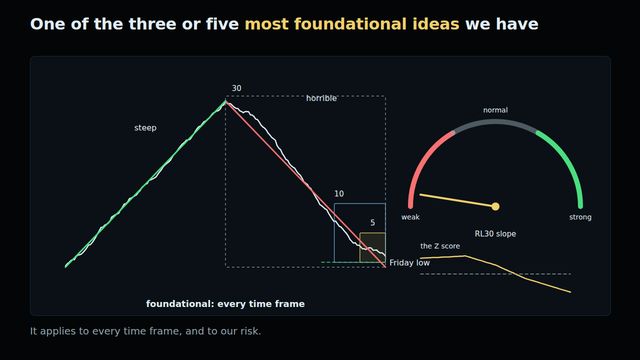 One of the three or five most foundational ideas we have
30
horrible
steep
normal
10
weak
strong
5
RL30 slope
the Z score
Friday low
foundational: every time frame
It applies to every time frame, and to our risk.